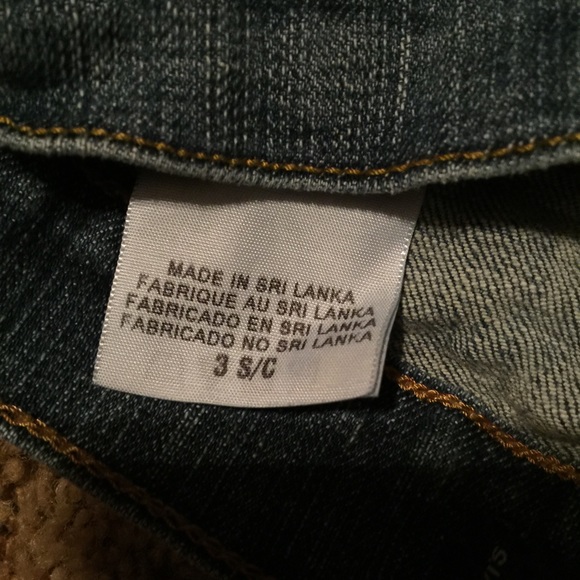 MADE IN SRI LANKA
FABRIQUE AU SRI LANKA
FABRICADO EN SRI LANKA
FABRICADO NO SRI LANKA
3 S/C